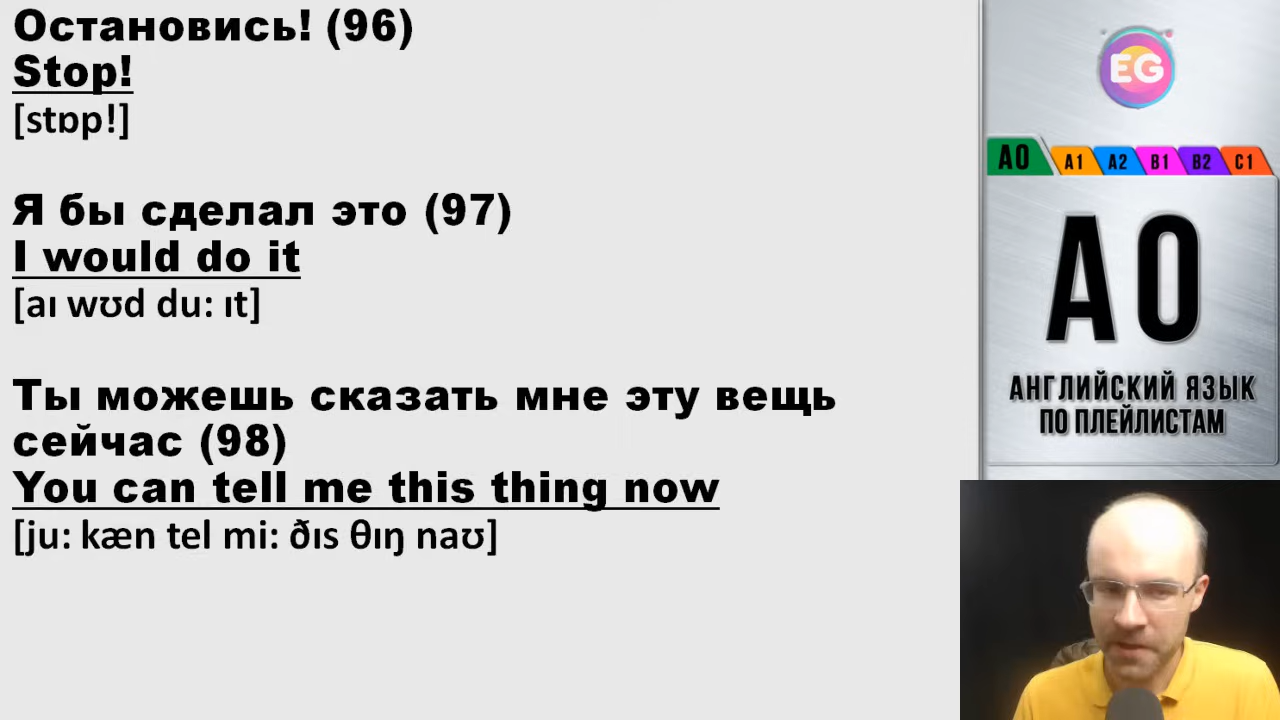 Остановись! (96)
Stop!
[stɒp!]
Я бы сделал это (97)
I would do it
[aɪ wʊd du: ɪt]
Ты можешь сказать мне эту вещь
сейчас (98)
You can tell me this thing now
[ju: kæn tel mi: ðɪs θɪŋ naʊ]
EG
A0 A1 A2 B1 B2 C1
A0
АНГЛИЙСКИЙ ЯЗЫК
ПО ПЛЕЙЛИСТАМ